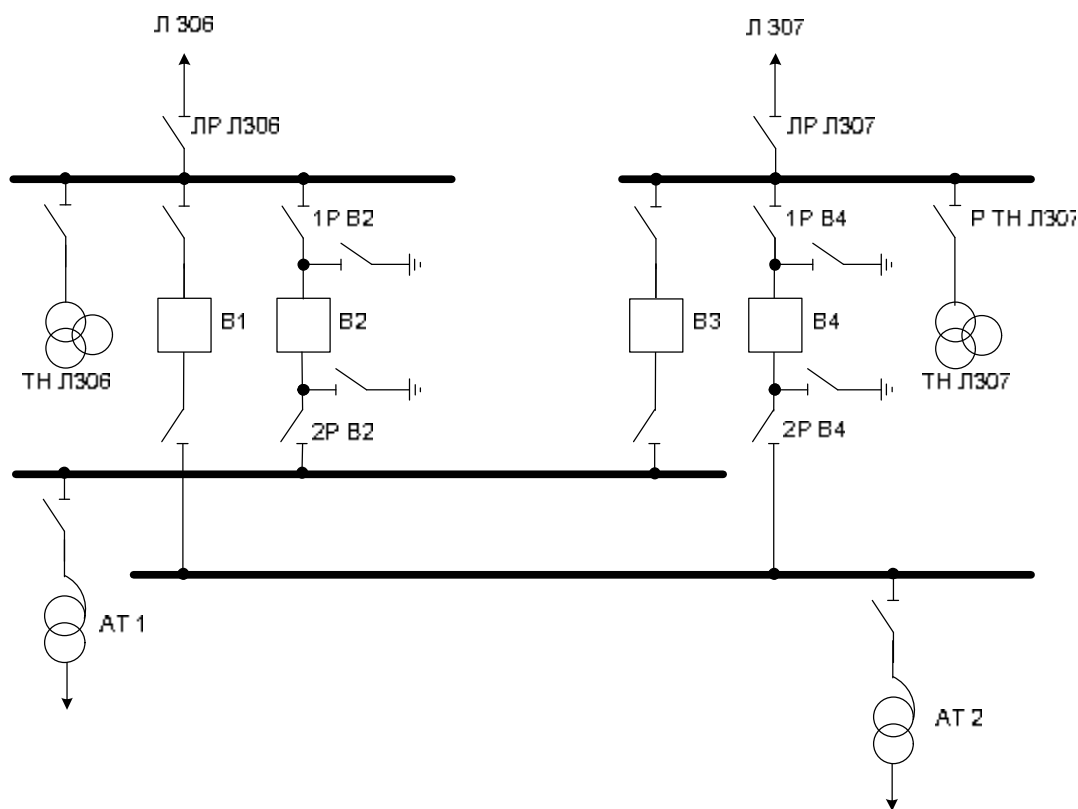 Л 306
Л 307
ЛР Л306
ЛР Л307
1Р В2
1Р В4
Р ТН Л307
В1
В2
В3
В4
ТН Л306
ТН Л307
2Р В2
2Р В4
АТ 1
АТ 2